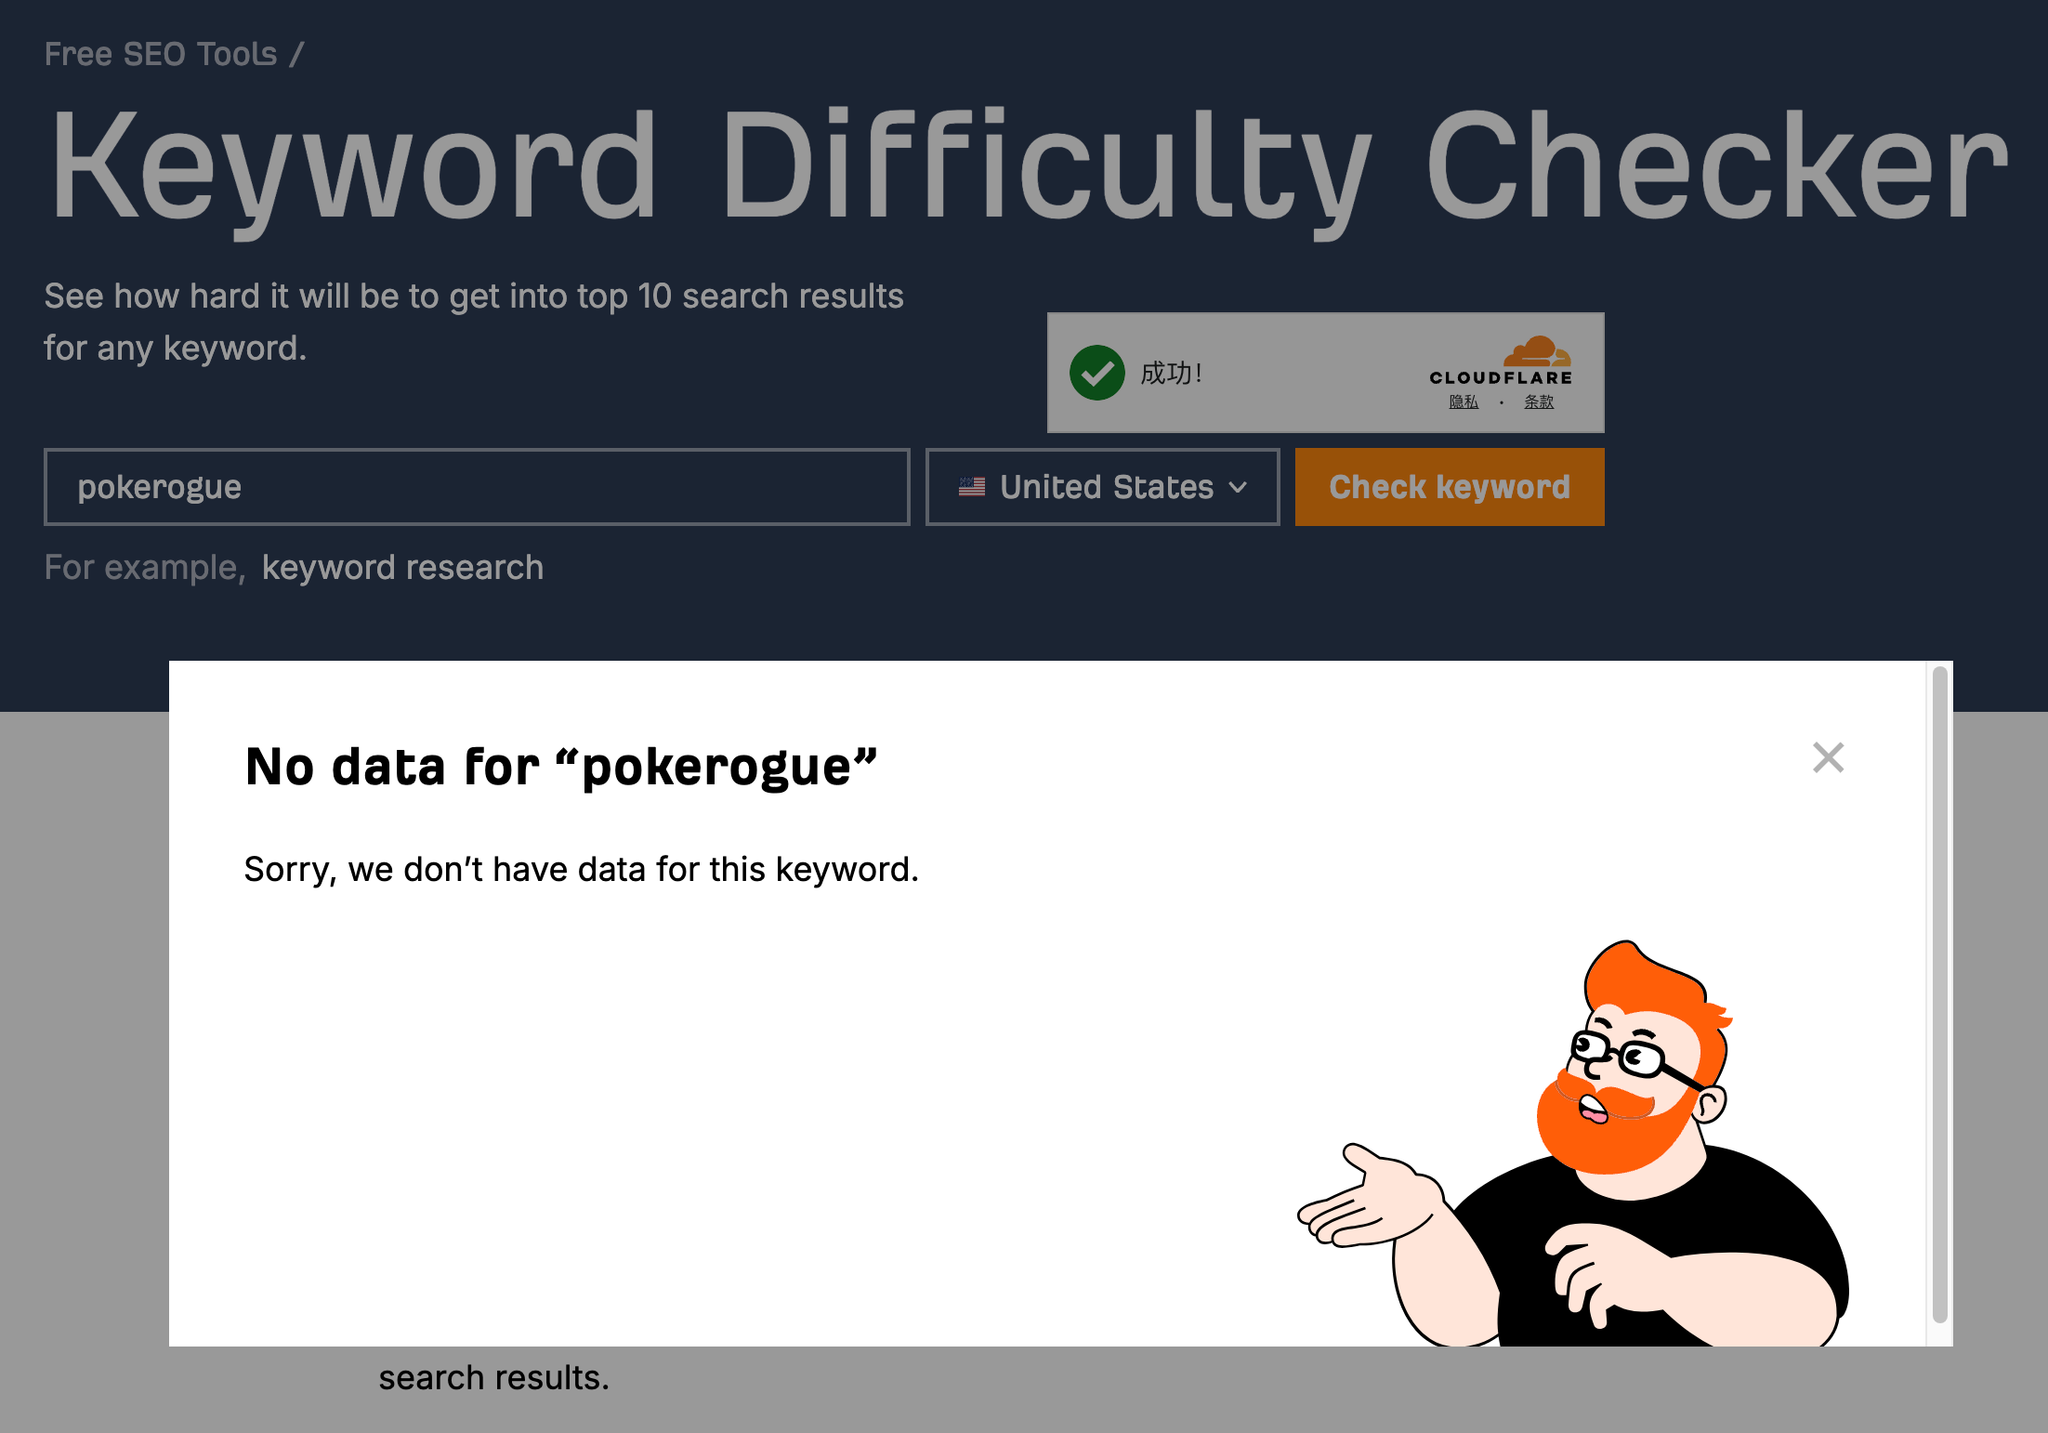 Free SEO Tools /
Keyword Difficulty Checker
See how hard it will be to get into top 10 search results
for any keyword.
成功!
CLOUDFLARE
隐私 • 条款
pokerogue
United States
Check keyword
For example, keyword research
No data for “pokerogue”
Sorry, we don’t have data for this keyword.
search results.